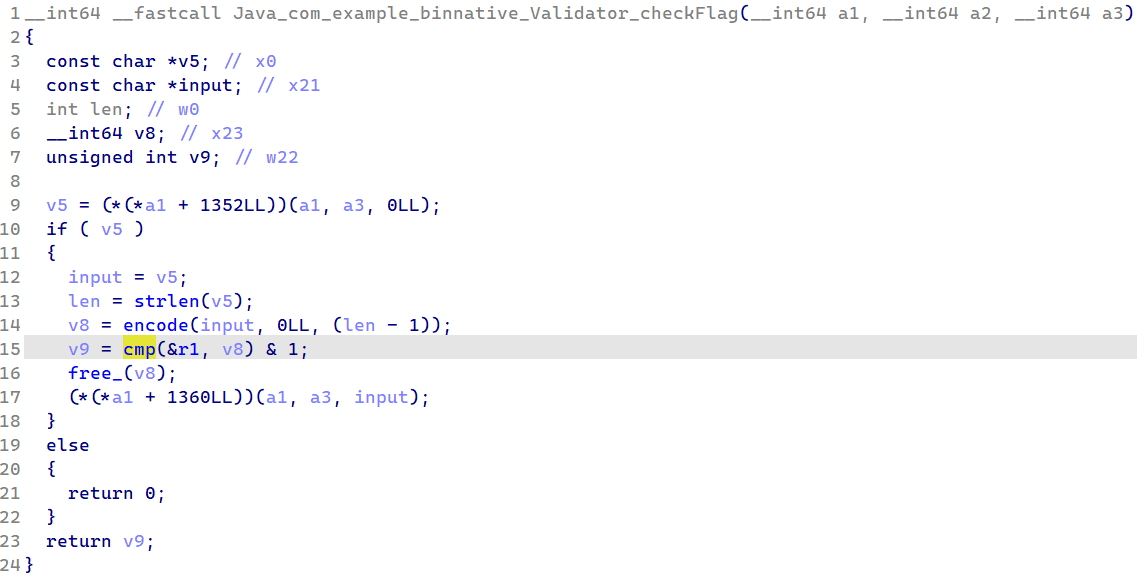 1 __int64 __fastcall Java_com_example_binnative_Validator_checkFlag(__int64 a1, __int64 a2, __int64 a3)
2 {
3   const char *v5; // x0
4   const char *input; // x21
5   int len; // w0
6   __int64 v8; // x23
7   unsigned int v9; // w22
8
9   v5 = (*(*a1 + 1352LL))(a1, a3, 0LL);
10   if ( v5 )
11   {
12     input = v5;
13     len = strlen(v5);
14     v8 = encode(input, 0LL, (len - 1));
15     v9 = cmp(&r1, v8) & 1;
16     free_(v8);
17     (*(*a1 + 1360LL))(a1, a3, input);
18   }
19   else
20   {
21     return 0;
22   }
23   return v9;
24 }